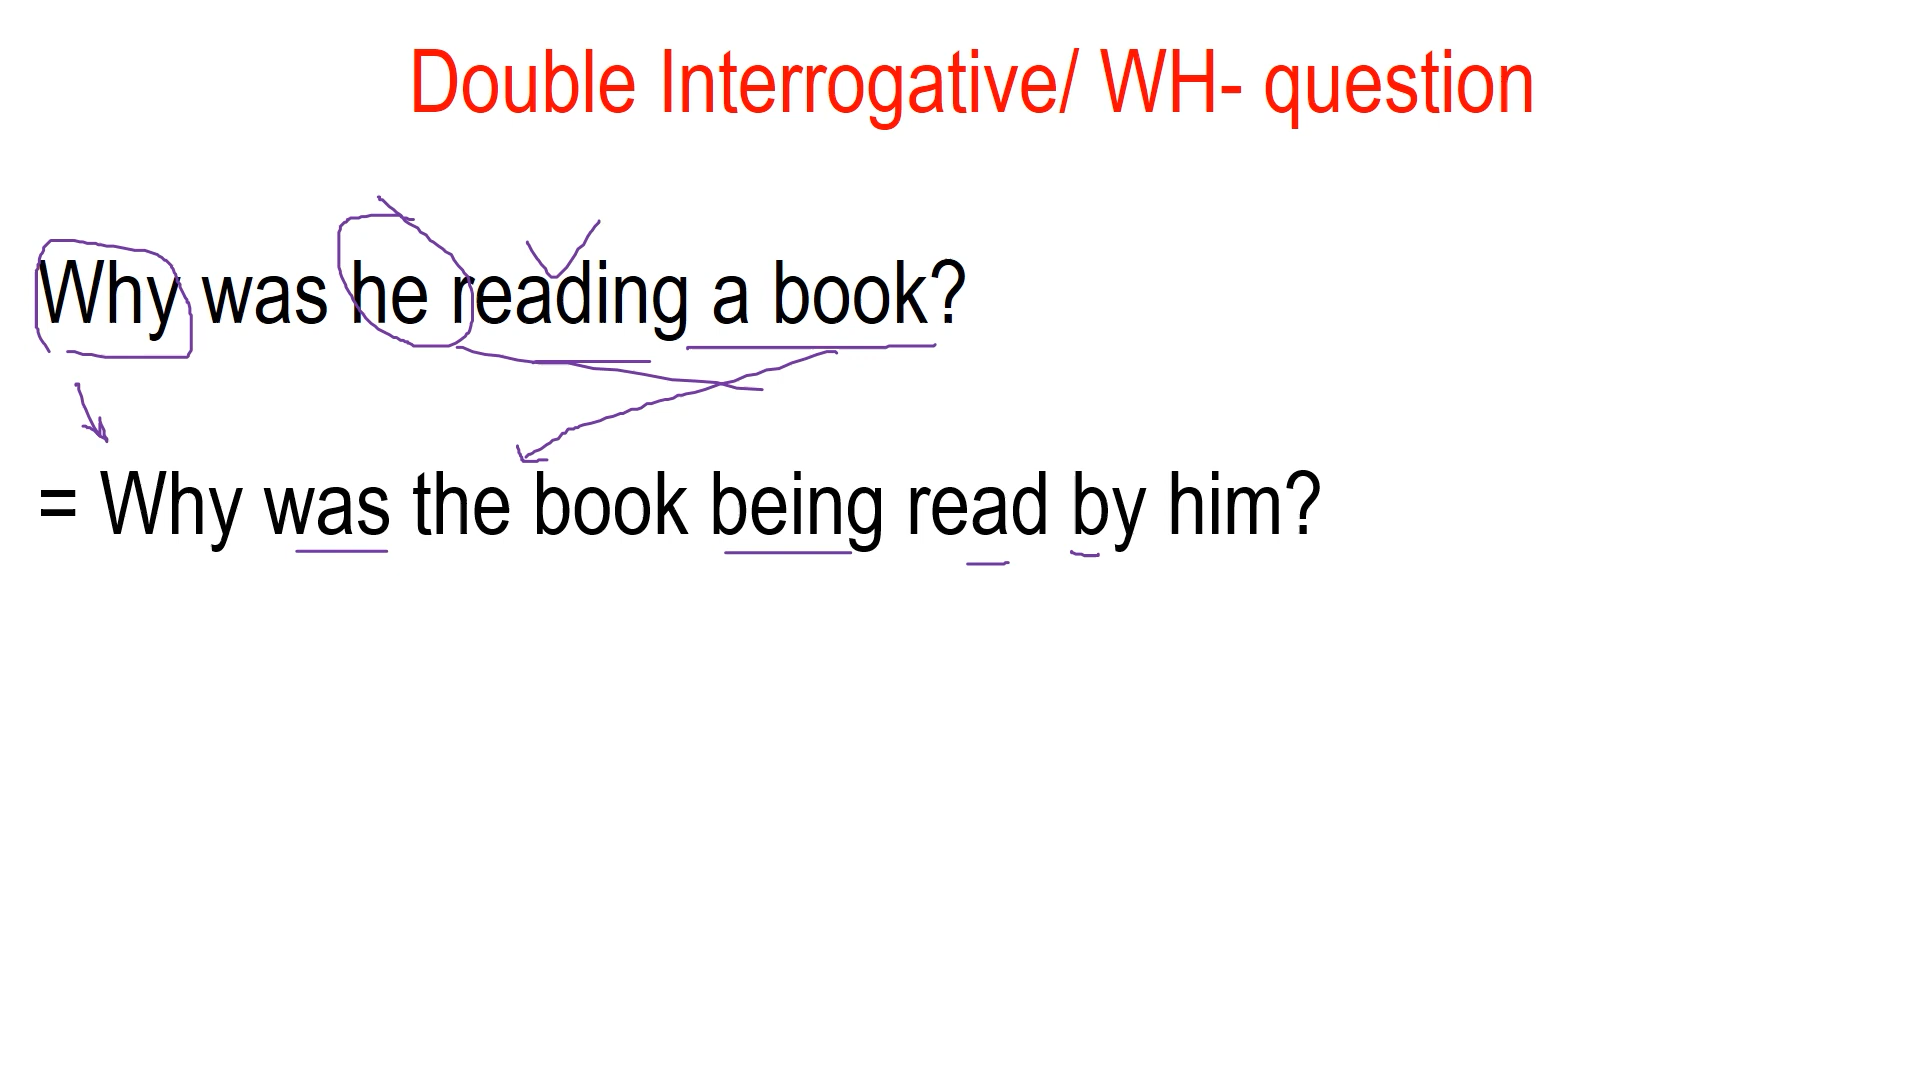 Double Interrogative/ WH- question
Why was he reading a book?
= Why was the book being read by him?